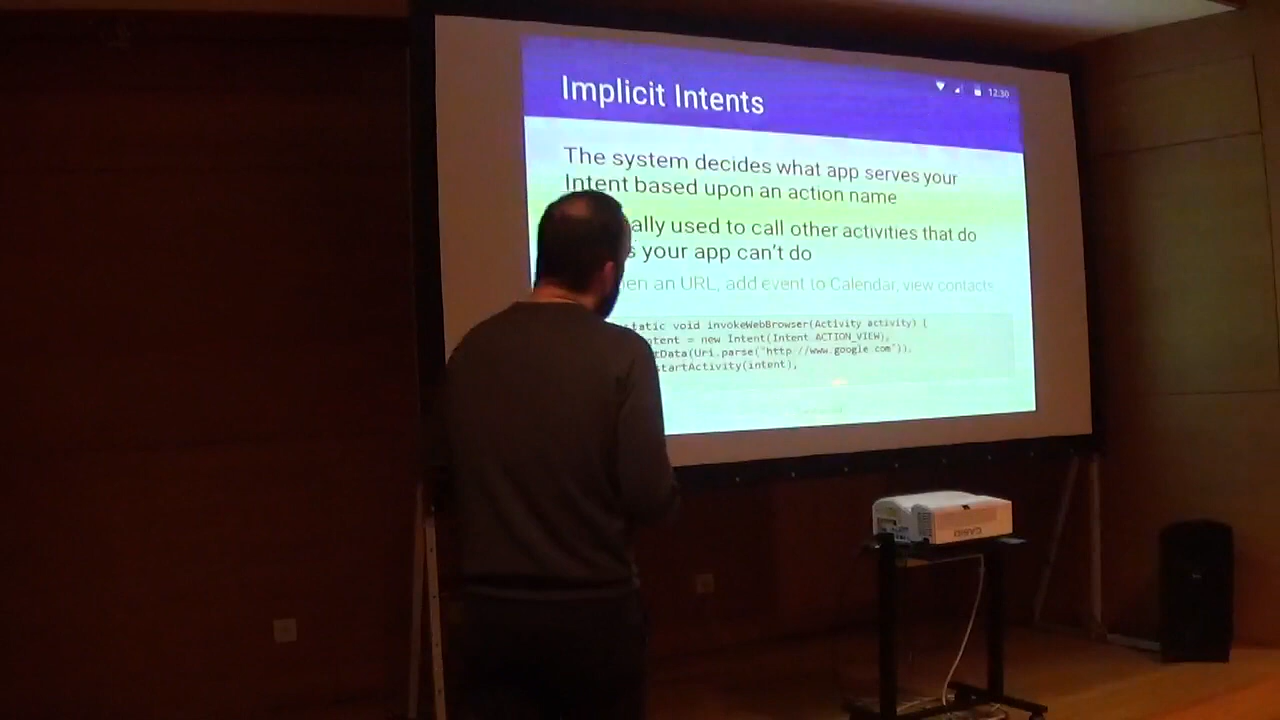 Implicit Intents
12:30
The system decides what app serves your
Intent based upon an action name
ally used to call other activities that do
s your app can't do
en an URL, add event to Calendar, view contacts
static void invokeWebBrowser(Activity activity) {
ntent = new Intent(Intent.ACTION_VIEW);
tData(Uri.parse("http://www.google.com"));
startActivity(intent);
CASIO